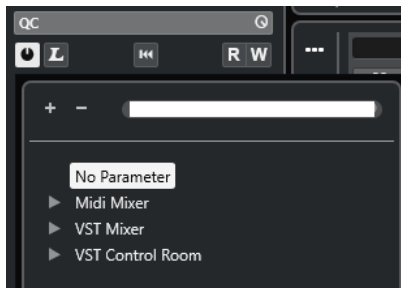 QC
L
R W
...
+ −
No Parameter
Midi Mixer
VST Mixer
VST Control Room